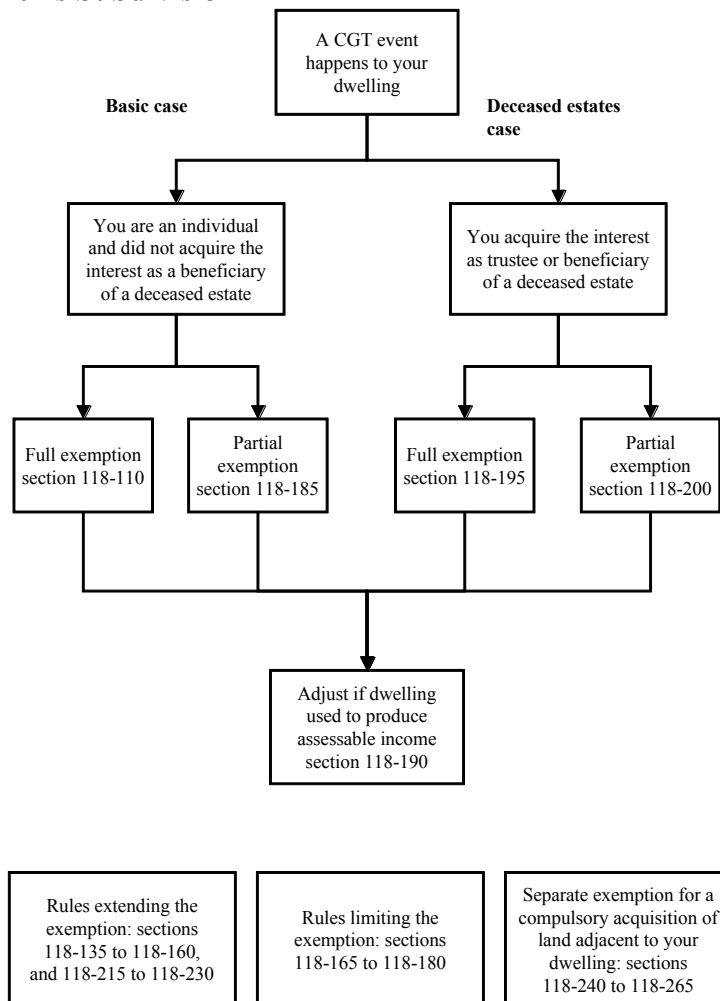 A CGT event
happens to your
dwelling
Basic case
Deceased estates
case
You are an individual
and did not acquire the
interest as a beneficiary
of a deceased estate
You acquire the interest
as trustee or beneficiary
of a deceased estate
Full exemption
section 118-110
Partial
exemption
section 118-185
Full exemption
section 118-195
Partial
exemption
section 118-200
Adjust if dwelling
used to produce
assessable income
section 118-190
Rules extending the
exemption: sections
118-135 to 118-160,
and 118-215 to 118-230
Rules limiting the
exemption: sections
118-165 to 118-180
Separate exemption for a
compulsory acquisition of
land adjacent to your
dwelling: sections
118-240 to 118-265